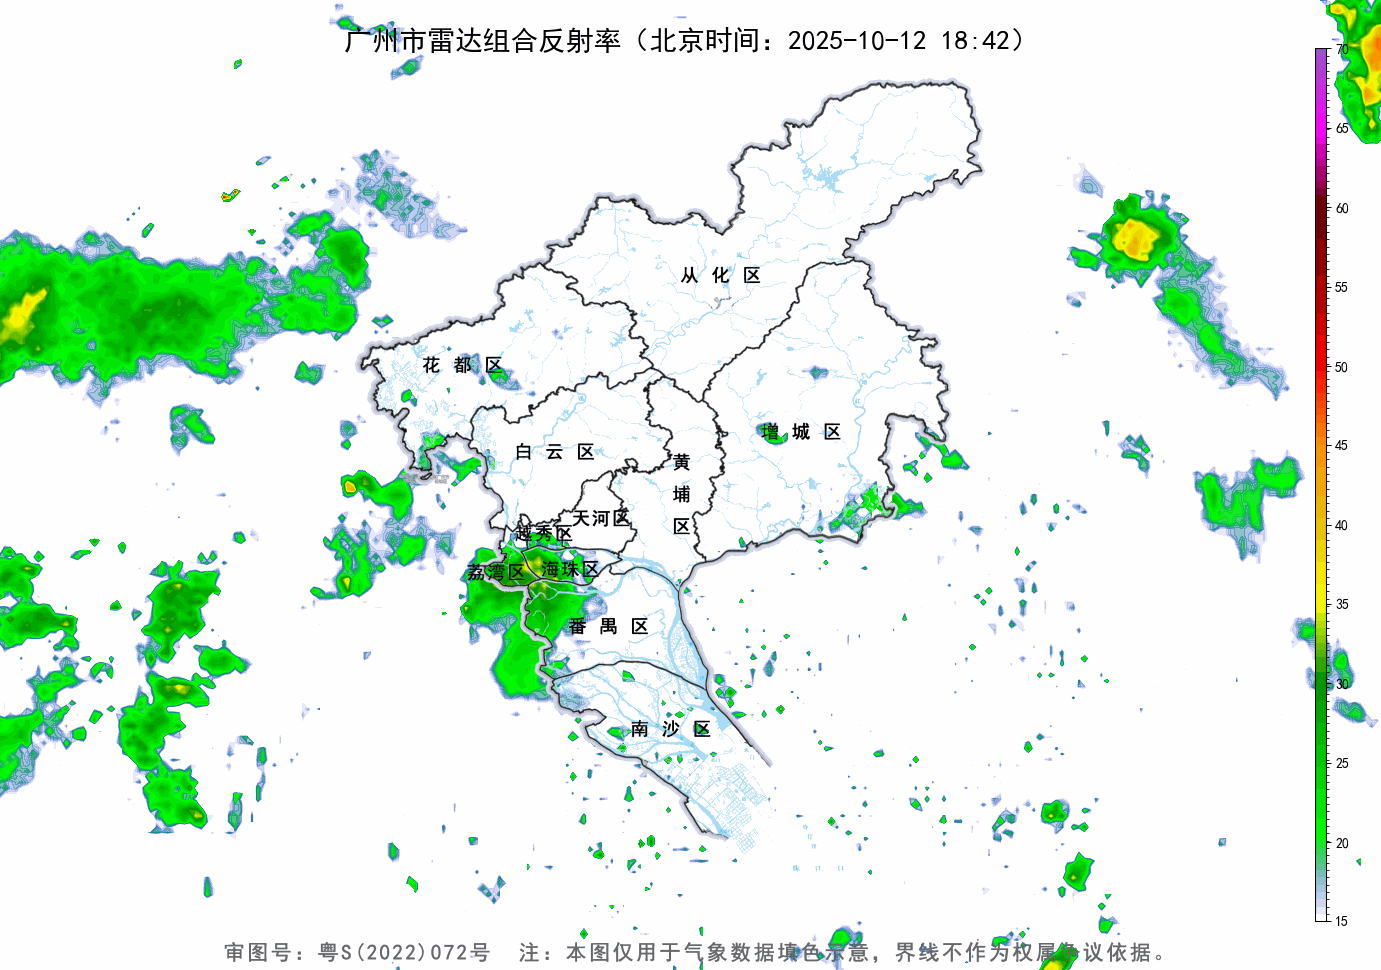 广州市雷达组合反射率（北京时间：2025-10-12 18:42）
70
65
60
55
50
45
40
35
30
25
20
15
从化区
花都区
增城区
白云区
黄埔区
天河区
越秀区
荔湾区
海珠区
番禺区
南沙区
审图号：粤S(2022)072号 注：本图仅用于气象数据填色示意，界线不作为权属争议依据。